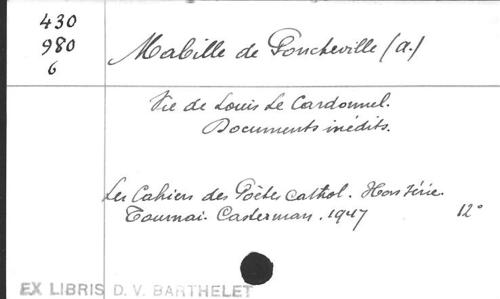 430
980
6
Mabille de Poncheville (A.)
Vie de Louis Le Cardonnel.
Documents inédits.
Les Cahiers des Poètes cathol. Hors série.
Tournai. Casterman. 1947 12°
EX LIBRIS D. V. BARTHELET